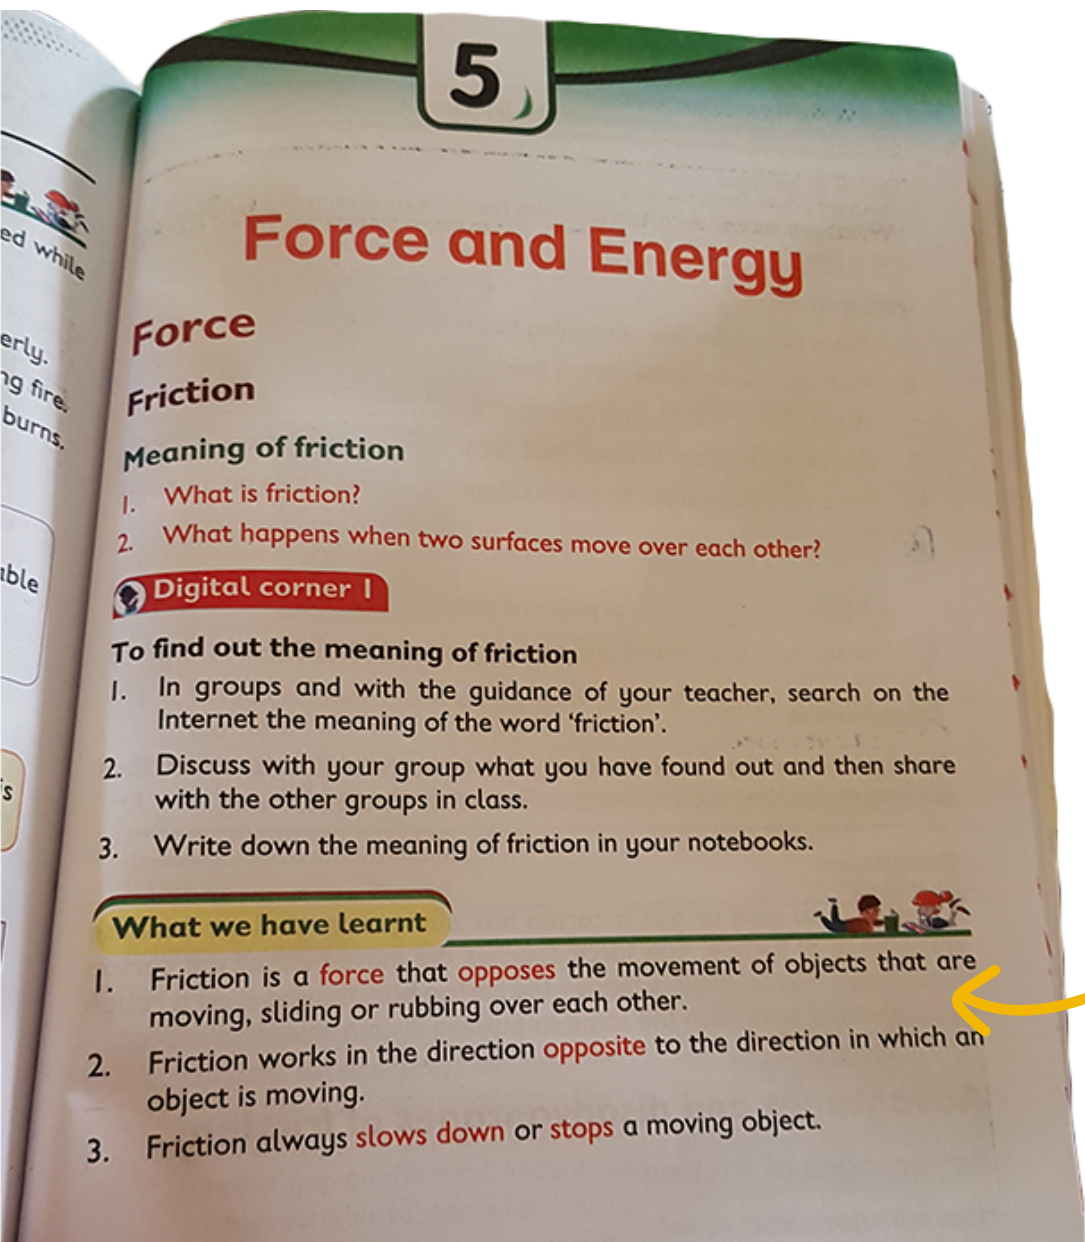 ed while
erly.
ng fire.
burns.
able
5
Force and Energy
Force
Friction
Meaning of friction
1. What is friction?
2. What happens when two surfaces move over each other?
Digital corner 1
To find out the meaning of friction
1. In groups and with the guidance of your teacher, search on the
Internet the meaning of the word ‘friction’.
2. Discuss with your group what you have found out and then share
with the other groups in class.
3. Write down the meaning of friction in your notebooks.
What we have learnt
1. Friction is a force that opposes the movement of objects that are
moving, sliding or rubbing over each other.
2. Friction works in the direction opposite to the direction in which an
object is moving.
3. Friction always slows down or stops a moving object.